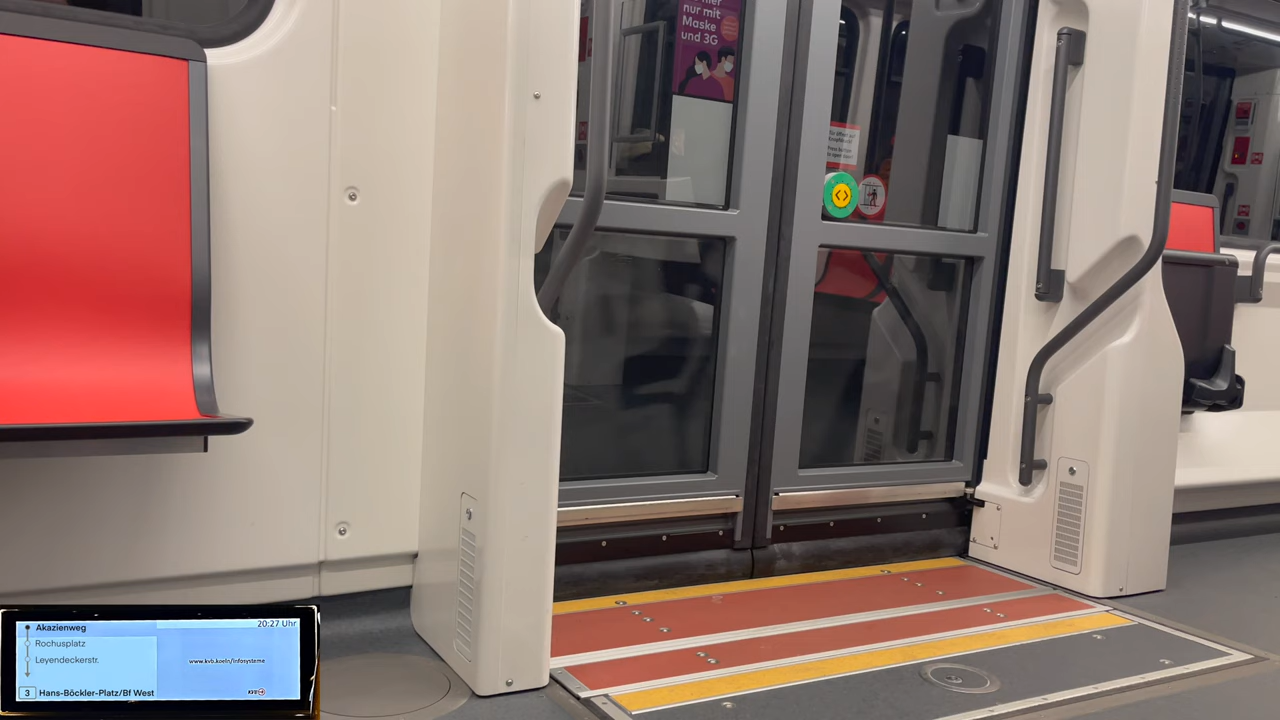 nur mit
Maske
und 3G
Akazienweg
20:27 Uhr
Rochusplatz
Leyendeckerstr.
www.kvb.koeln/infosysteme
3 Hans-Böckler-Platz/Bf West
KVB